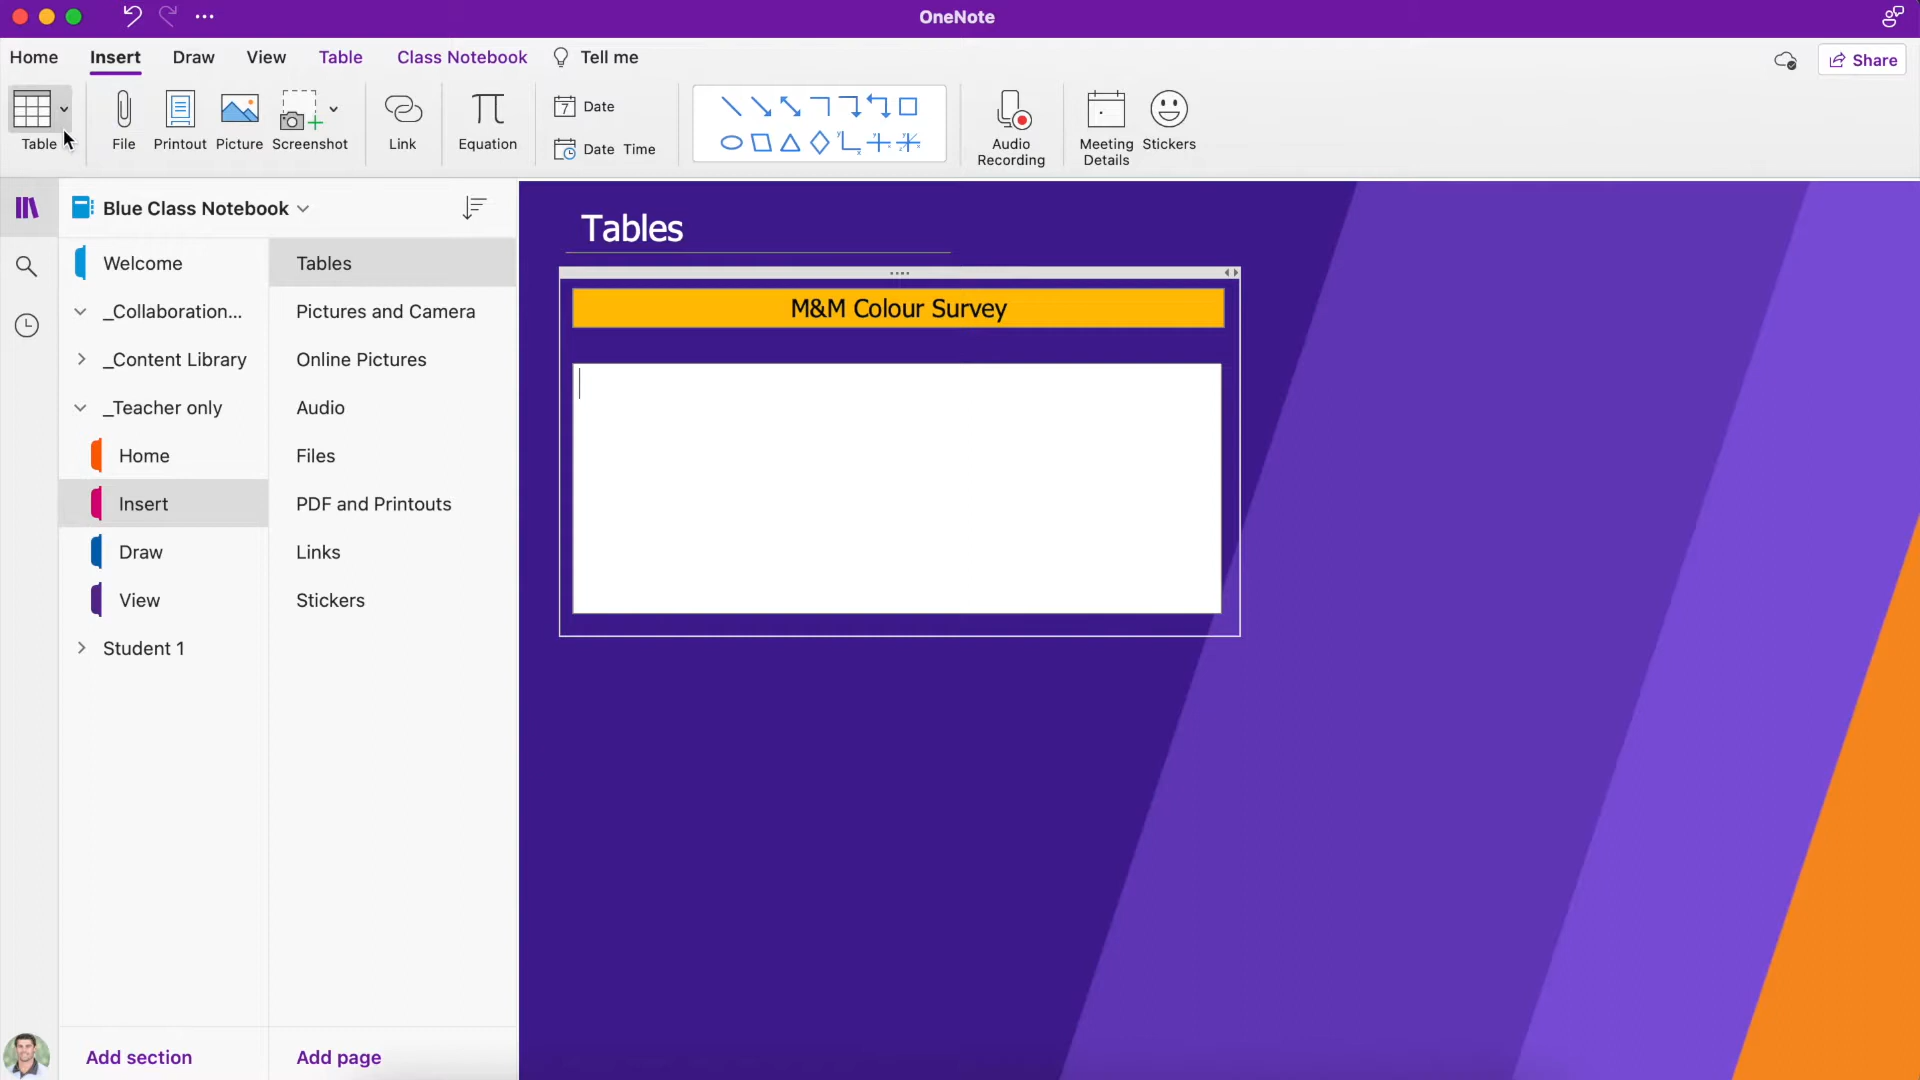 OneNote
Home Insert Draw View Table Class Notebook Tell me
Share
Table
File
Printout
Picture
Screenshot
Link
Equation
7 Date
Date Time
Audio
Recording
Meeting
Details
Stickers
Blue Class Notebook
Welcome
_Collaboration...
_Content Library
_Teacher only
Home
Insert
Draw
View
Student 1
Add section
Tables
Pictures and Camera
Online Pictures
Audio
Files
PDF and Printouts
Links
Stickers
Add page
Tables
M&M Colour Survey